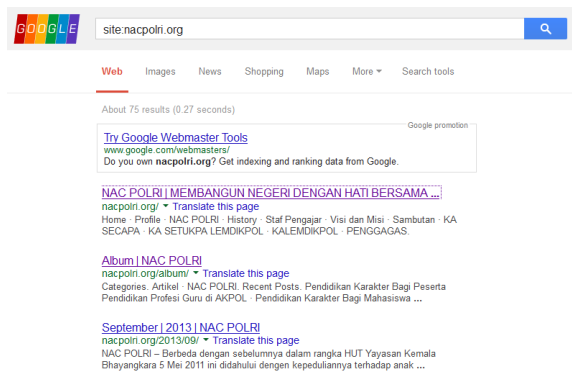 GOOGLE
site:nacpolri.org
Web Images News Shopping Maps More Search tools
About 75 results (0.27 seconds)
Google promotion
Try Google Webmaster Tools
www.google.com/webmasters/
Do you own nacpolri.org? Get indexing and ranking data from Google.
NAC POLRI | MEMBANGUN NEGERI DENGAN HATI BERSAMA ...
nacpolri.org/ Translate this page
Home · Profile · NAC POLRI · History · Staf Pengajar · Visi dan Misi · Sambutan · KA
SECAPA · KA SETUKPA LEMDIKPOL · KALEMDIKPOL · PENGGAGAS.
Album | NAC POLRI
nacpolri.org/album/ Translate this page
Categories. Artikel · NAC POLRI. Recent Posts. Pendidikan Karakter Bagi Peserta
Pendidikan Profesi Guru di AKPOL · Pendidikan Karakter Bagi Mahasiswa ...
September | 2013 | NAC POLRI
nacpolri.org/2013/09/ Translate this page
NAC POLRI – Berbeda dengan sebelumnya dalam rangka HUT Yayasan Kemala
Bhayangkara 5 Mei 2011 ini didahului dengan kepeduliannya terhadap anak ...